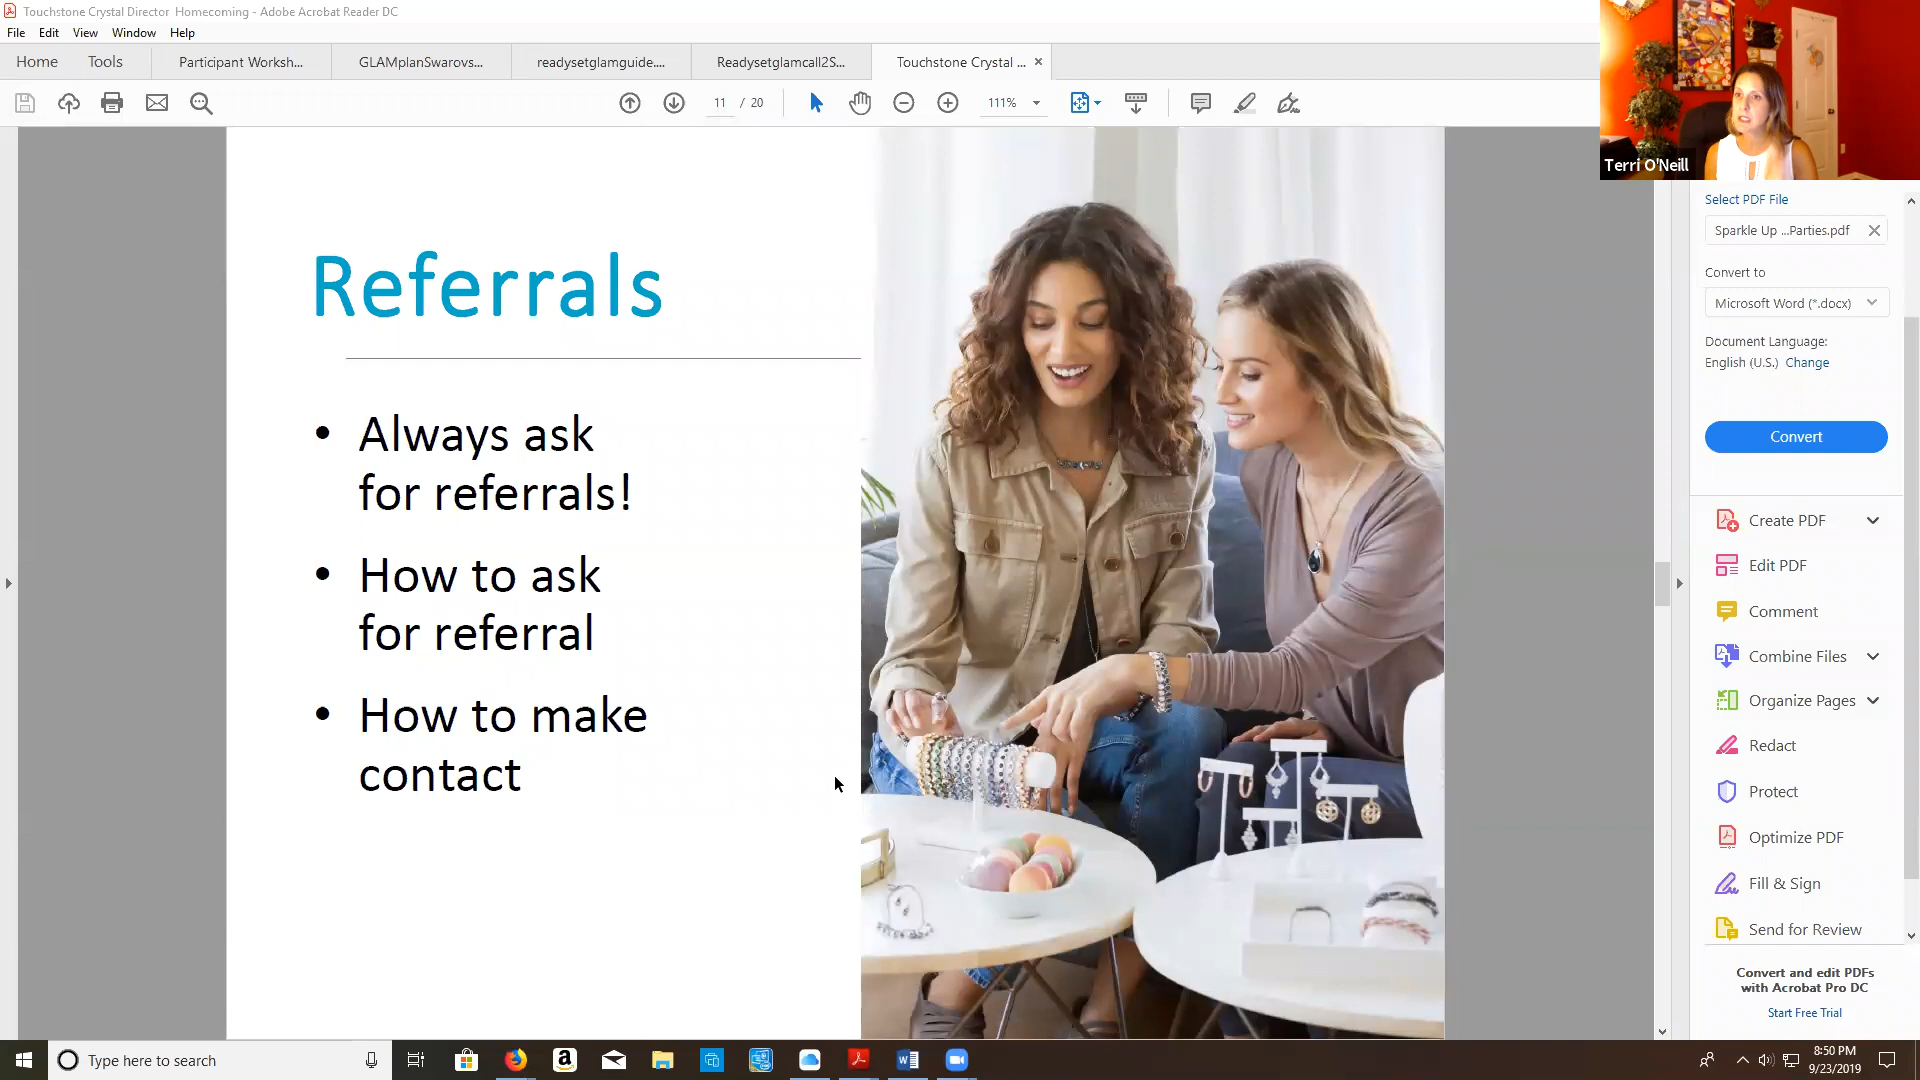 Touchstone Crystal Director  Homecoming - Adobe Acrobat Reader DC
File Edit View Window Help
Home Tools Participant Worksh... GLAMplanSwarovs... readysetglamguide.... Readysetglamcall2S... Touchstone Crystal ...
11 / 20 111%
Terri O'Neill
Select PDF File
Sparkle Up ...Parties.pdf
Convert to
Microsoft Word (*.docx)
Document Language:
English (U.S.) Change
Convert
Create PDF
Edit PDF
Comment
Combine Files
Organize Pages
Redact
Protect
Optimize PDF
Fill & Sign
Send for Review
Convert and edit PDFs
with Acrobat Pro DC
Start Free Trial
Referrals
• Always ask
for referrals!
• How to ask
for referral
• How to make
contact
Type here to search
8:50 PM
9/23/2019